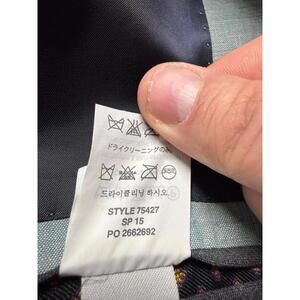 ドライクリーニングのみ
드라이클리닝 하시오
STYLE 75427
SP 15
PO 2662692